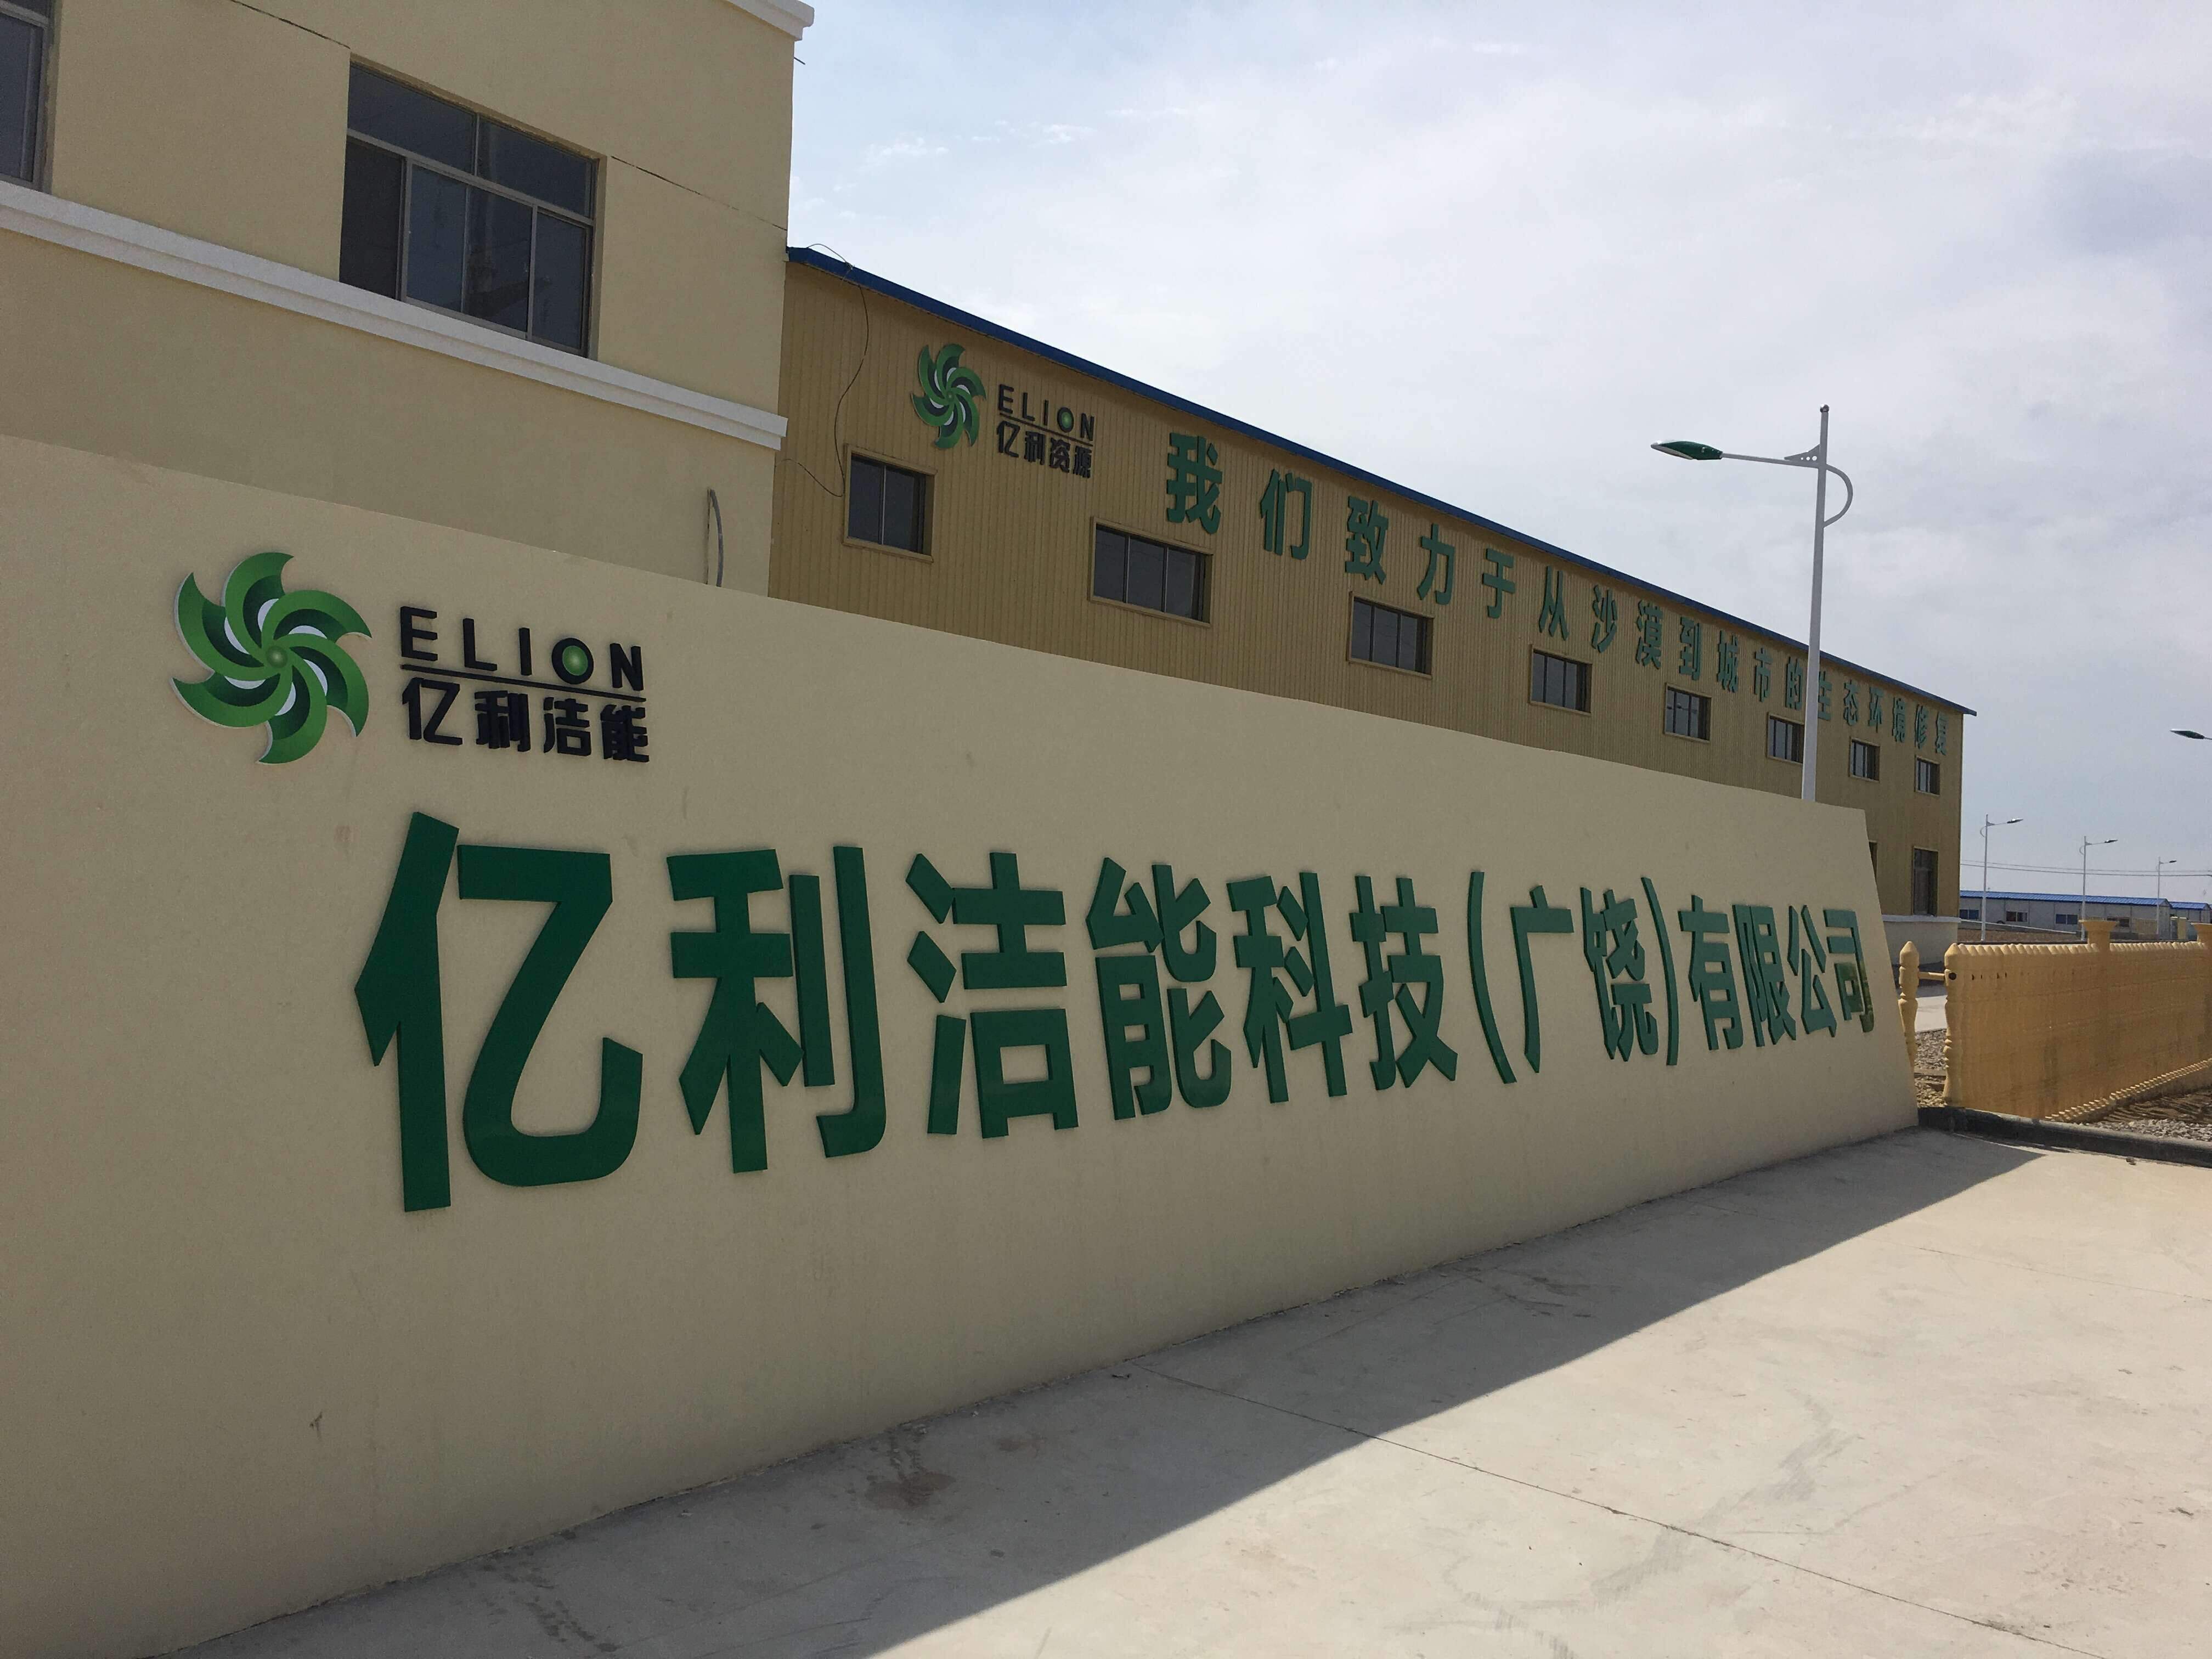 ELION
亿利资源
我们致力于从沙漠到城市的生态环境修复
ELION
亿利洁能
亿利洁能科技(广饶)有限公司